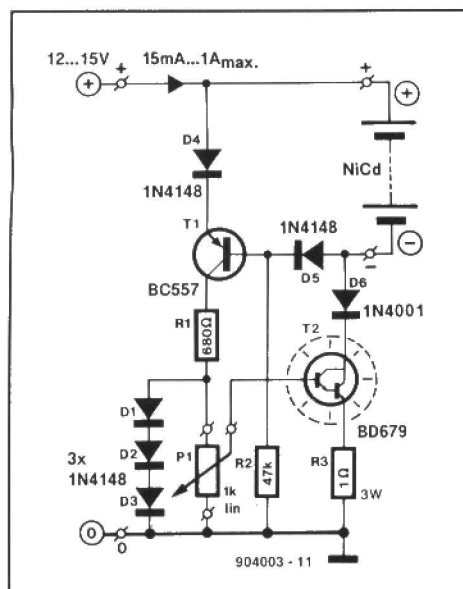 12...15V
15mA...1Amax.
+
+
+
+
D4
1N4148
NiCd
T1
1N4148
D5
−
−
BC557
D6
1N4001
R1
680Ω
T2
D1
D2
D3
3x
1N4148
P1
1k
lin
R2
47k
BD679
R3
1Ω
3W
0
0
904003 - 11